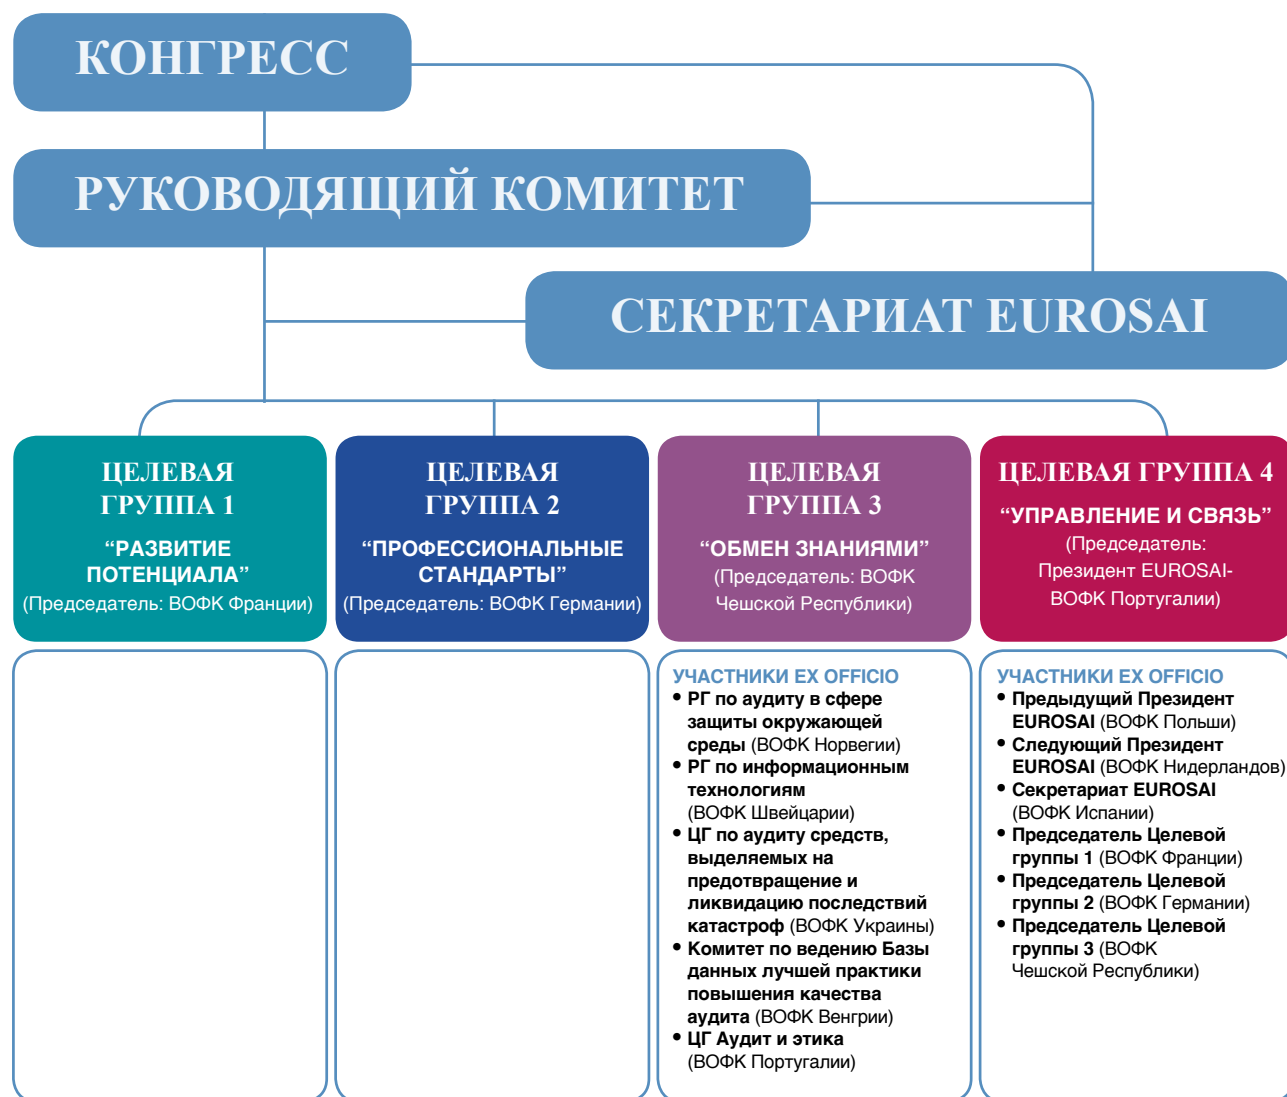 КОНГРЕСС
РУКОВОДЯЩИЙ КОМИТЕТ
СЕКРЕТАРИАТ EUROSAI
ЦЕЛЕВАЯ
ГРУППА 1
“РАЗВИТИЕ
ПОТЕНЦИАЛА”
(Председатель: ВОФК Франции)
ЦЕЛЕВАЯ
ГРУППА 2
“ПРОФЕССИОНАЛЬНЫЕ
СТАНДАРТЫ”
(Председатель: ВОФК Германии)
ЦЕЛЕВАЯ
ГРУППА 3
“ОБМЕН ЗНАНИЯМИ”
(Председатель: ВОФК
Чешской Республики)
ЦЕЛЕВАЯ ГРУППА 4
“УПРАВЛЕНИЕ И СВЯЗЬ”
(Председатель:
Президент EUROSAI-
ВОФК Португалии)
УЧАСТНИКИ EX OFFICIO
• РГ по аудиту в сфере
защиты окружающей
среды (ВОФК Норвегии)
• РГ по информационным
технологиям
(ВОФК Швейцарии)
• ЦГ по аудиту средств,
выделяемых на
предотвращение и
ликвидацию последствий
катастроф (ВОФК Украины)
• Комитет по ведению Базы
данных лучшей практики
повышения качества
аудита (ВОФК Венгрии)
• ЦГ Аудит и этика
(ВОФК Португалии)
УЧАСТНИКИ EX OFFICIO
• Предыдущий Президент
EUROSAI (ВОФК Польши)
• Следующий Президент
EUROSAI (ВОФК Нидерландов)
• Секретариат EUROSAI
(ВОФК Испании)
• Председатель Целевой
группы 1 (ВОФК Франции)
• Председатель Целевой
группы 2 (ВОФК Германии)
• Председатель Целевой
группы 3 (ВОФК
Чешской Республики)